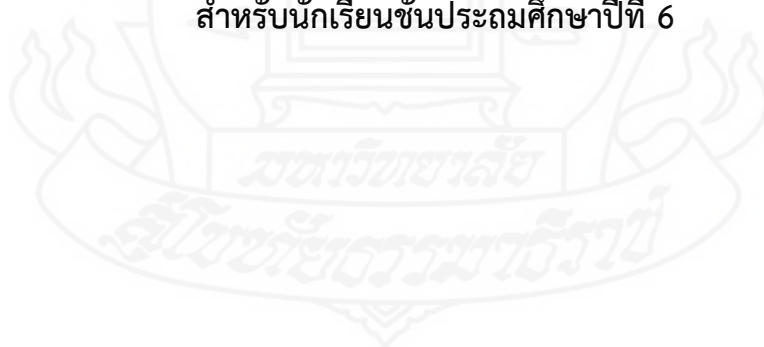 สำหรับนักเรียนชั้นประถมศึกษาปีที่ 6
มหาวิทยาลัย
สุโขทัยธรรมาธิราช